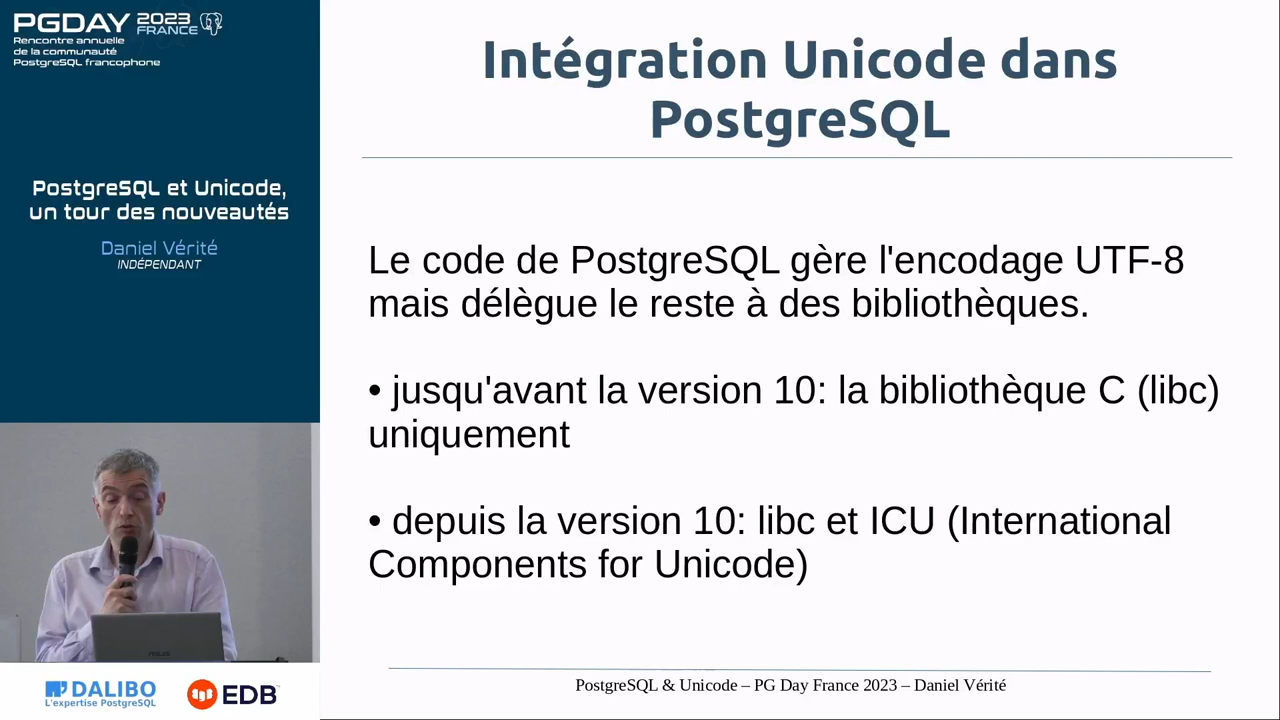 PGDAY 2023 FRANCE
Rencontre annuelle
de la communauté
PostgreSQL francophone
PostgreSQL et Unicode,
un tour des nouveautés
Daniel Vérité
INDÉPENDANT
Intégration Unicode dans
PostgreSQL
Le code de PostgreSQL gère l'encodage UTF-8
mais délègue le reste à des bibliothèques.
• jusqu'avant la version 10: la bibliothèque C (libc)
uniquement
• depuis la version 10: libc et ICU (International
Components for Unicode)
PostgreSQL & Unicode – PG Day France 2023 – Daniel Vérité
ASUS
DALIBO
L'expertise PostgreSQL
EDB